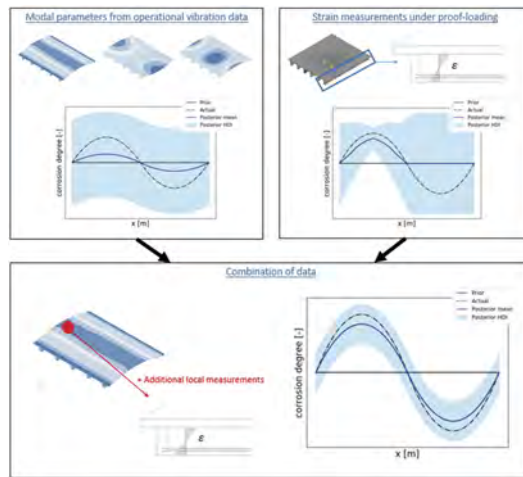 Modal parameters from operational vibration data
Prior
Actual
Posterior mean
Posterior HDI
corrosion degree [-]
x [m]
Strain measurements under proof-loading
ε
Prior
Actual
Posterior mean
Posterior HDI
corrosion degree [-]
x [m]
Combination of data
+ Additional local measurements
ε
Prior
Actual
Posterior mean
Posterior HDI
corrosion degree [-]
x [m]